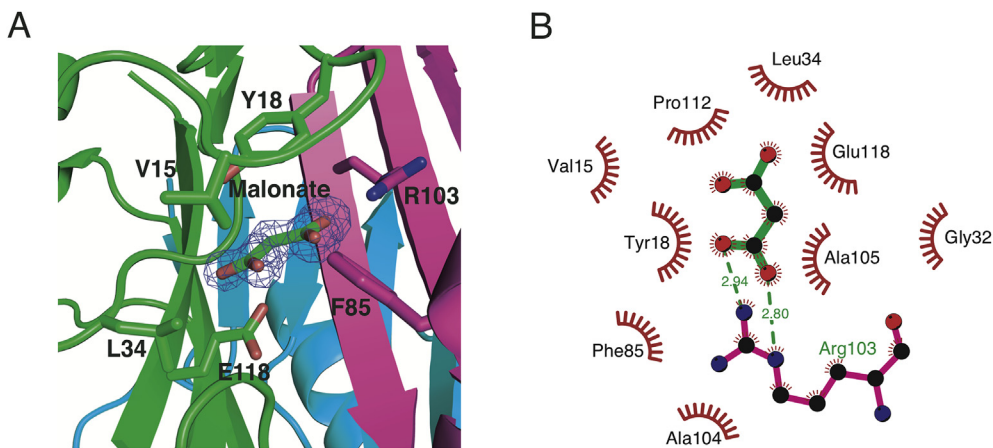 A
Y18
V15
Malonate
R103
F85
L34
E118
B
Leu34
Pro112
Val15
Glu118
Tyr18
Gly32
Ala105
2.94
2.80
Phe85
Arg103
Ala104